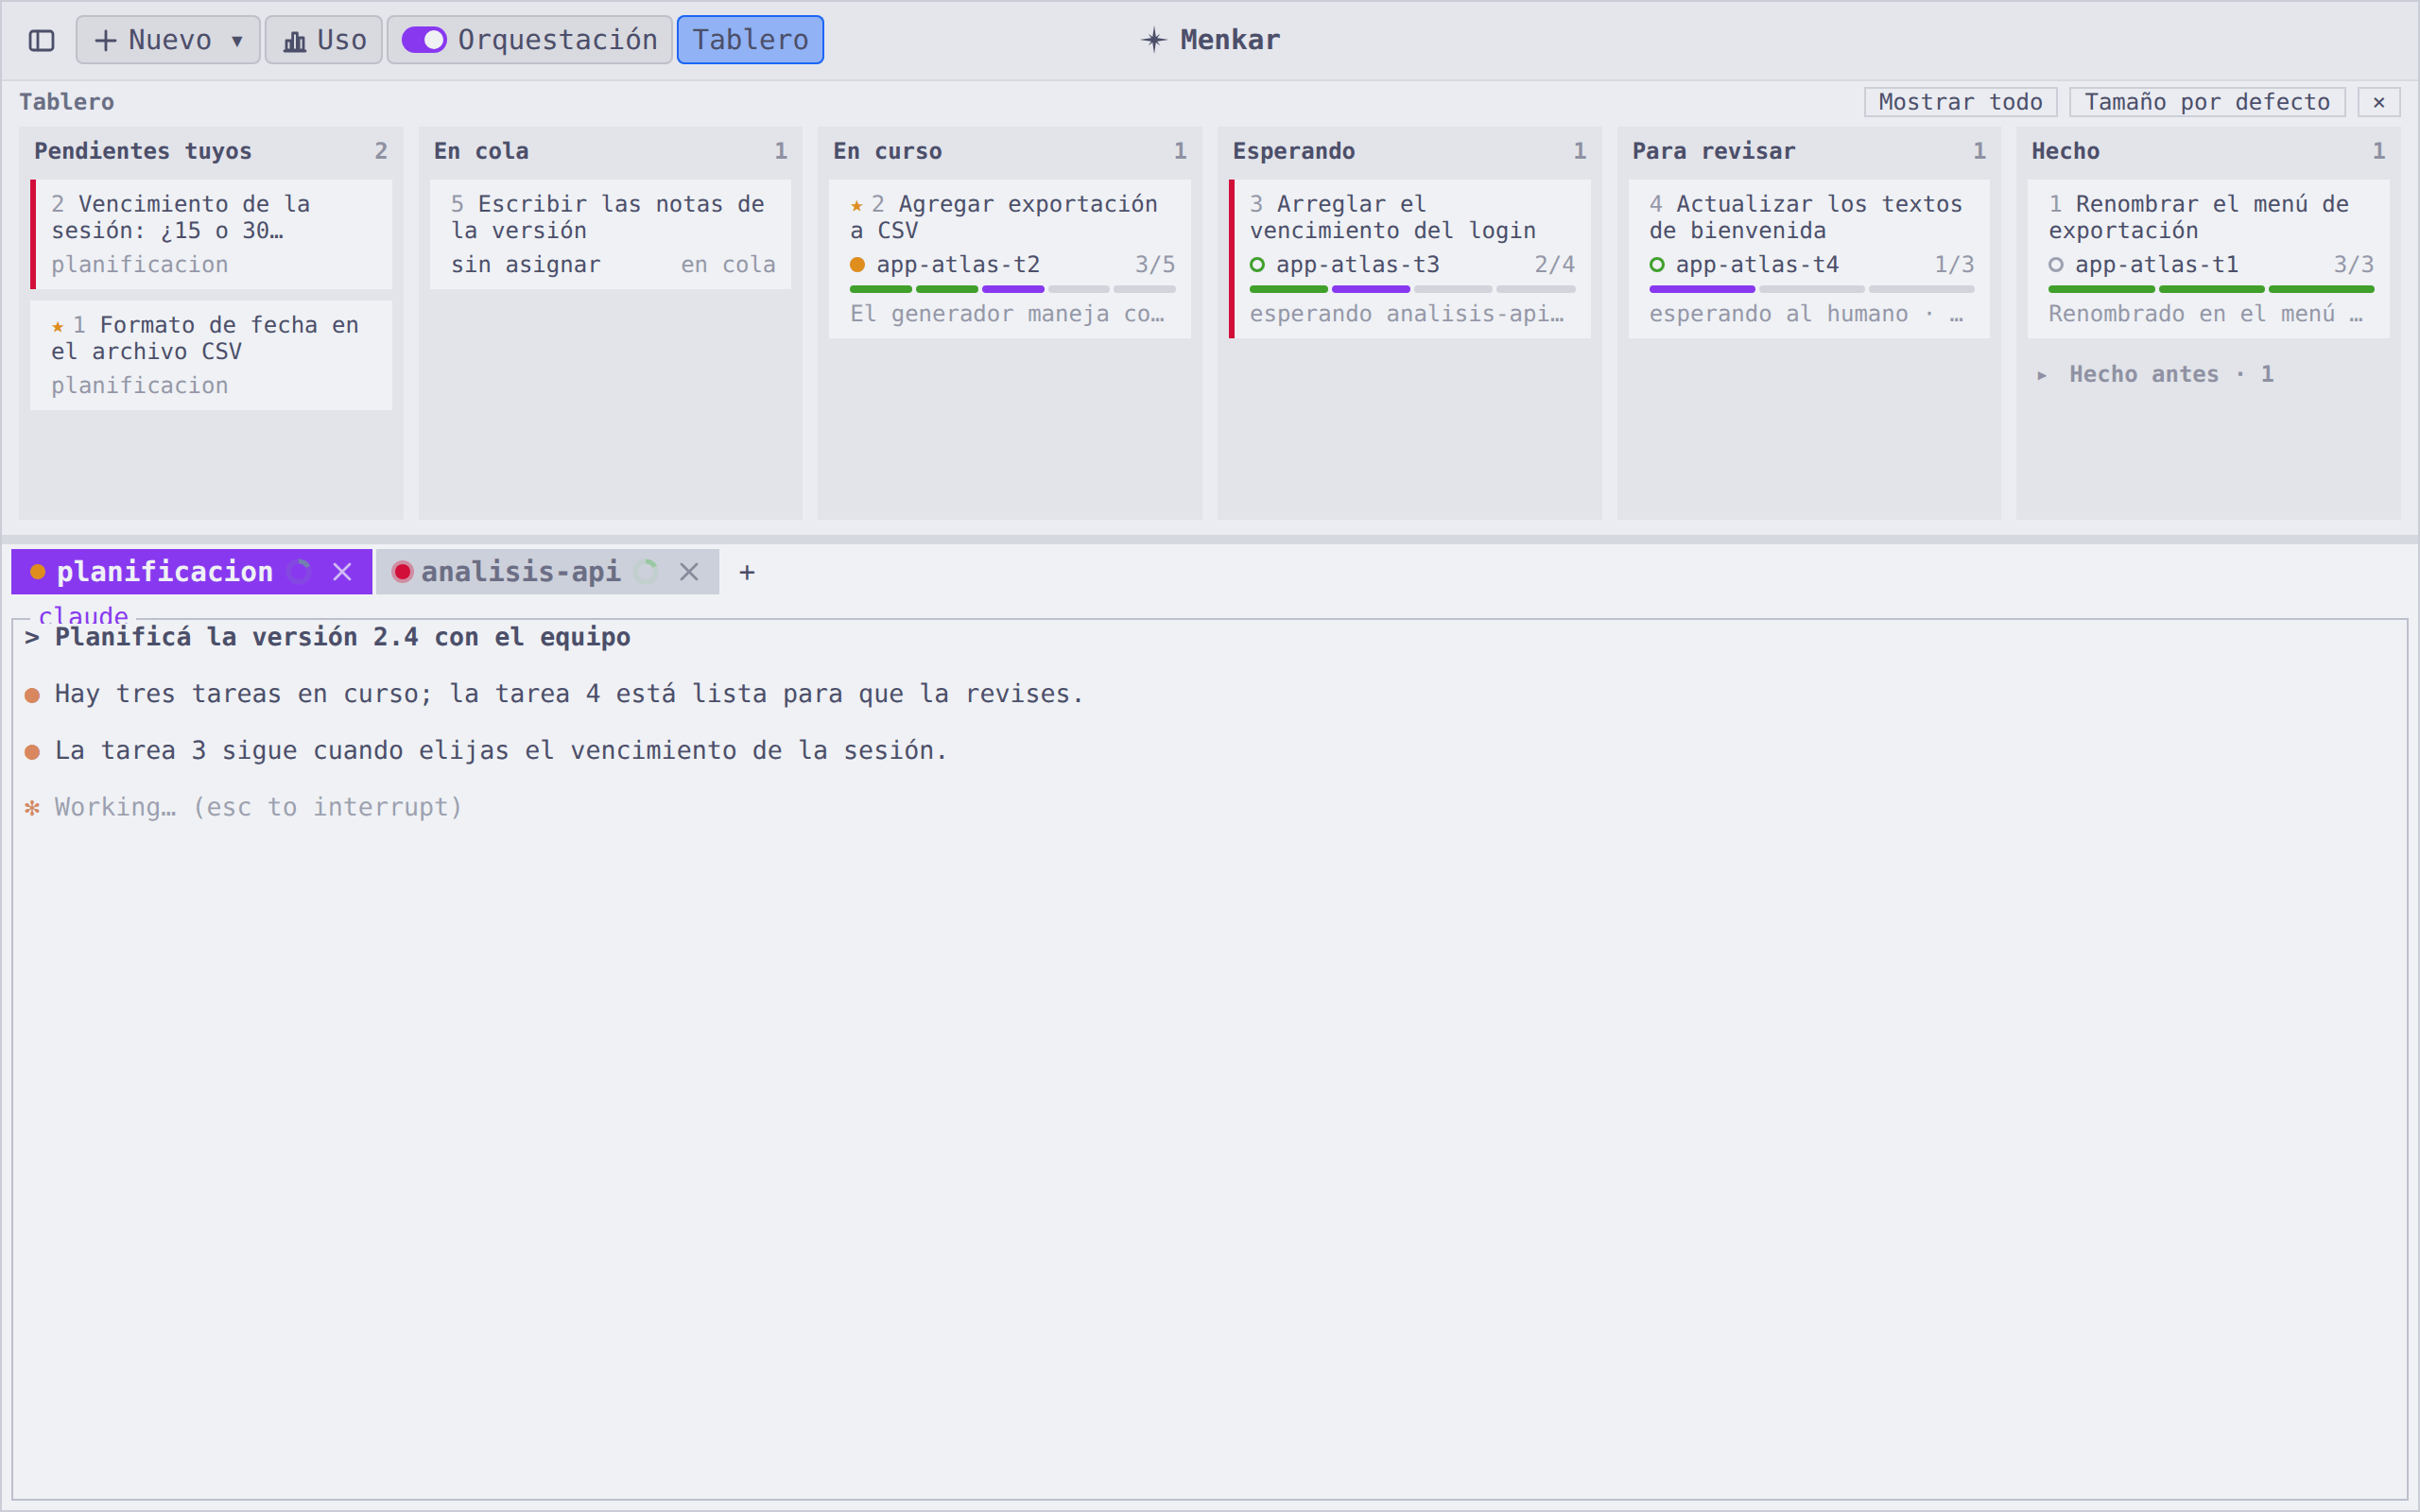 Nuevo ▾
Uso
Orquestación
Tablero
Menkar
Tablero
Mostrar todo
Tamaño por defecto
×
Pendientes tuyos 2
2 Vencimiento de la
sesión: ¿15 o 30…
planificacion
★ 1 Formato de fecha en
el archivo CSV
planificacion
En cola 1
5 Escribir las notas de
la versión
sin asignar en cola
En curso 1
★ 2 Agregar exportación
a CSV
app-atlas-t2 3/5
El generador maneja co…
Esperando 1
3 Arreglar el
vencimiento del login
app-atlas-t3 2/4
esperando analisis-api…
Para revisar 1
4 Actualizar los textos
de bienvenida
app-atlas-t4 1/3
esperando al humano · …
Hecho 1
1 Renombrar el menú de
exportación
app-atlas-t1 3/3
Renombrado en el menú …
▸ Hecho antes · 1
planificacion
analisis-api
+
claude
> Planificá la versión 2.4 con el equipo
● Hay tres tareas en curso; la tarea 4 está lista para que la revises.
● La tarea 3 sigue cuando elijas el vencimiento de la sesión.
✻ Working… (esc to interrupt)